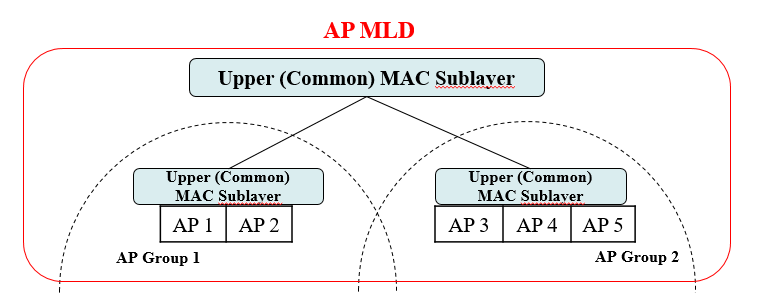 AP MLD
Upper (Common) MAC Sublayer
Upper (Common)
MAC Sublayer
AP 1 AP 2
AP Group 1
Upper (Common)
MAC Sublayer
AP 3 AP 4 AP 5
AP Group 2